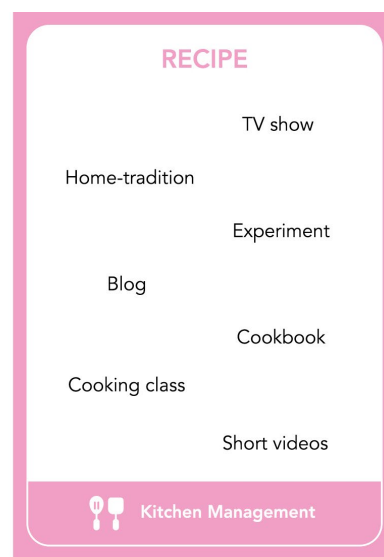 RECIPE
TV show
Home-tradition
Experiment
Blog
Cookbook
Cooking class
Short videos
Kitchen Management